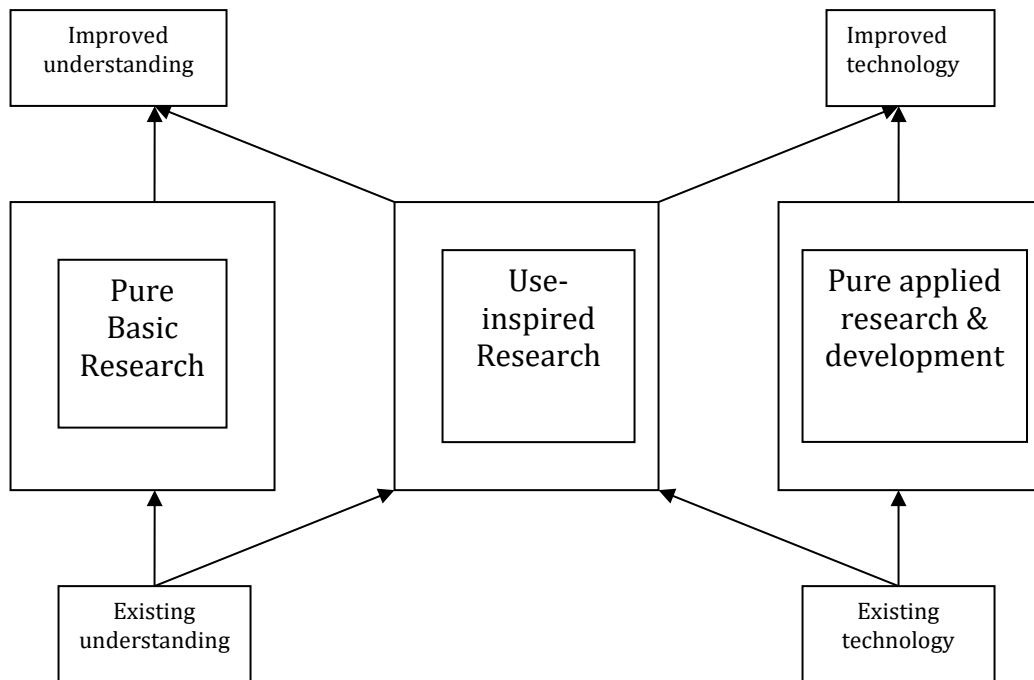 Improved
understanding
Improved
technology
Pure
Basic
Research
Use-
inspired
Research
Pure applied
research &
development
Existing
understanding
Existing
technology